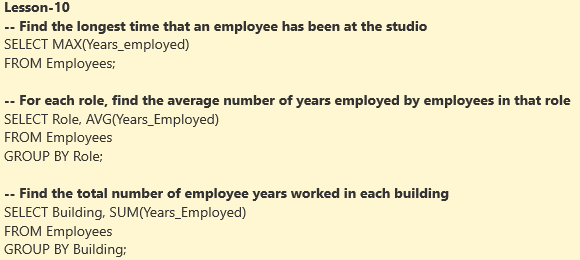 Lesson-10
-- Find the longest time that an employee has been at the studio
SELECT MAX(Years_employed)
FROM Employees;
-- For each role, find the average number of years employed by employees in that role
SELECT Role, AVG(Years_Employed)
FROM Employees
GROUP BY Role;
-- Find the total number of employee years worked in each building
SELECT Building, SUM(Years_Employed)
FROM Employees
GROUP BY Building;